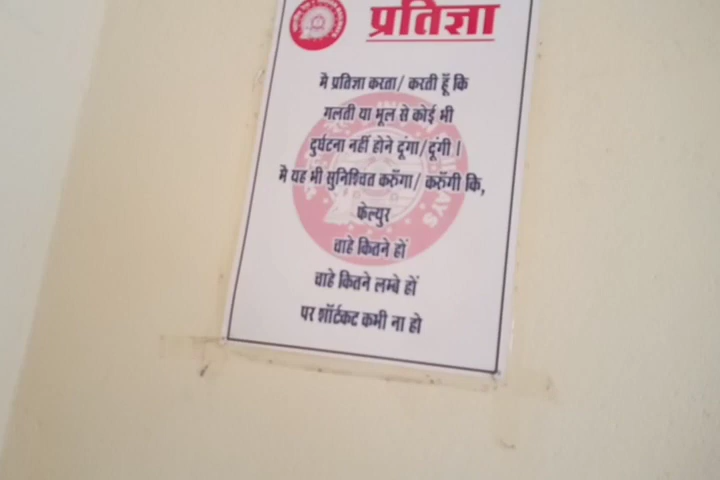 प्रतिज्ञा
मै प्रतिज्ञा करता/ करती हूँ कि
गलती या भूल से कोई भी
दुर्घटना नहीं होने दूंगा/दूंगी ।
मै यह भी सुनिश्चित करुँगा/ करुँगी कि,
फेल्युर
चाहे कितने हों
चाहे कितने लम्बे हों
पर शॉर्टकट कभी ना हो